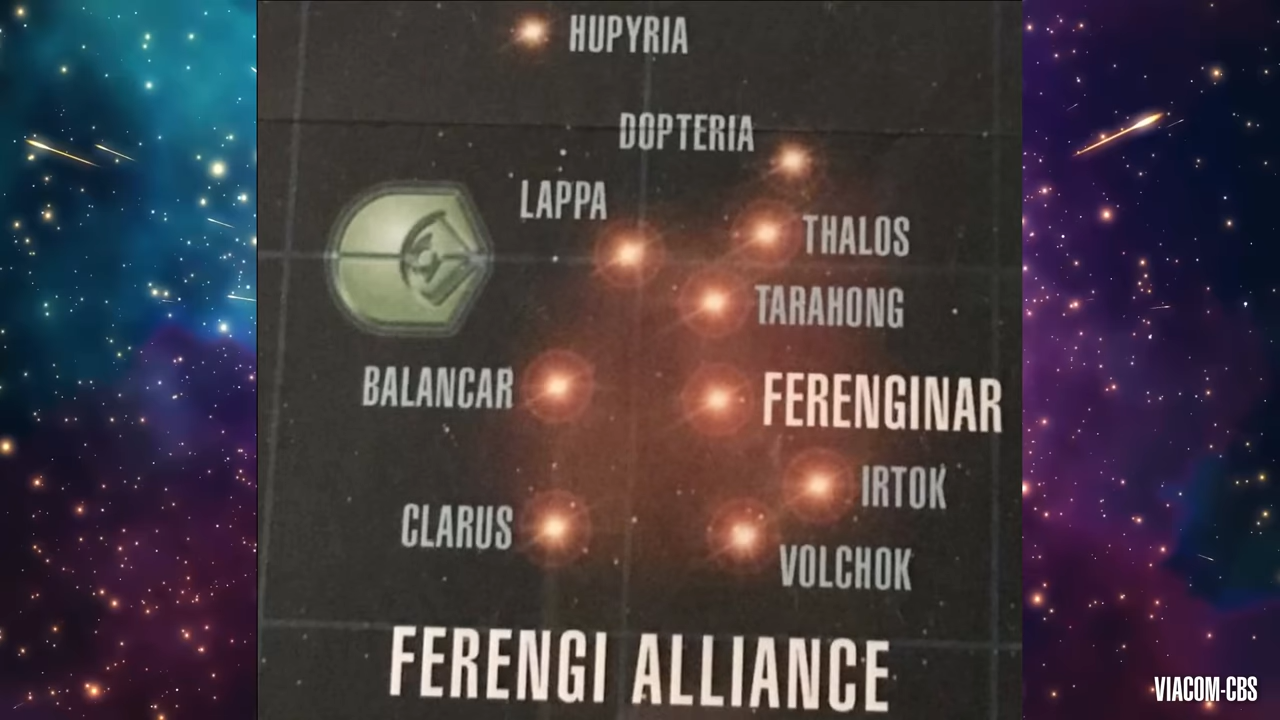 HUPYRIA
DOPTERIA
LAPPA
THALOS
TARAHONG
BALANCAR
FERENGINAR
IRTOK
CLARUS
VOLCHOK
FERENGI ALLIANCE
VIACOM-CBS